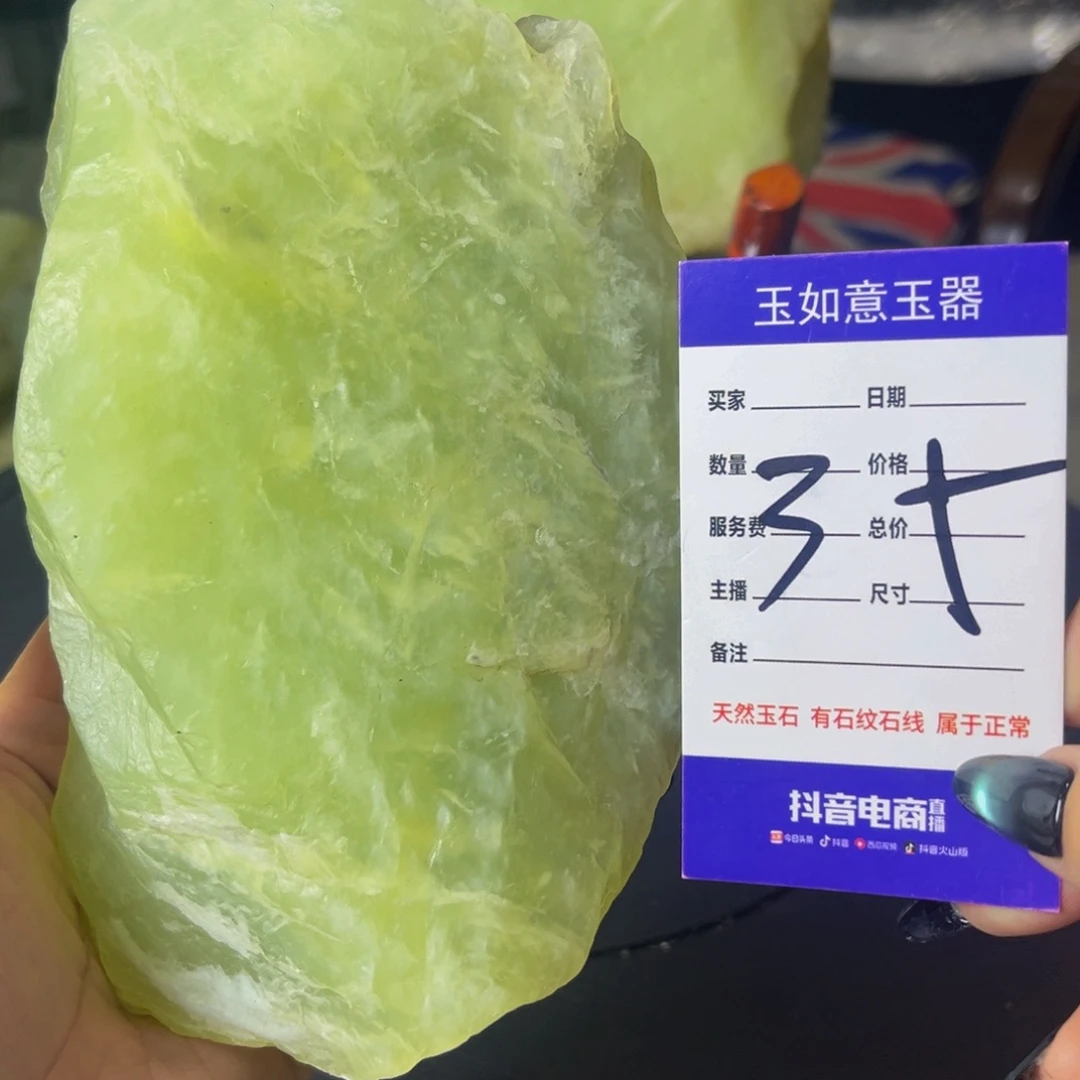 玉如意玉器
买家 日期
数量 价格
服务费 总价
主播 尺寸
备注
3
天然玉石 有石纹石线 属于正常
抖音电商直播
今日头条 抖音 西瓜视频 抖音火山版